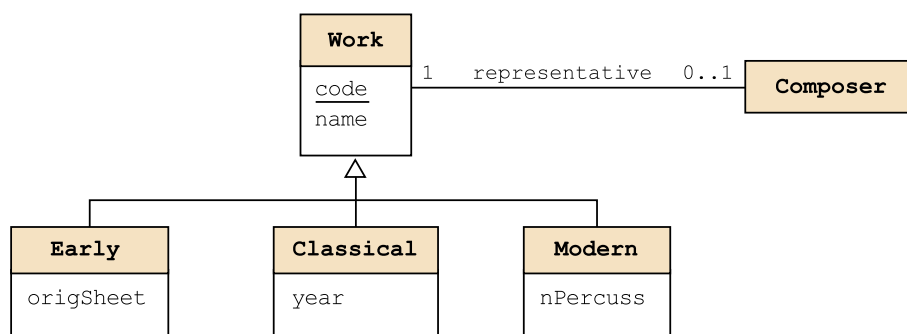 Work
code
name
1 representative 0..1
Composer
Early
origSheet
Classical
year
Modern
nPercuss